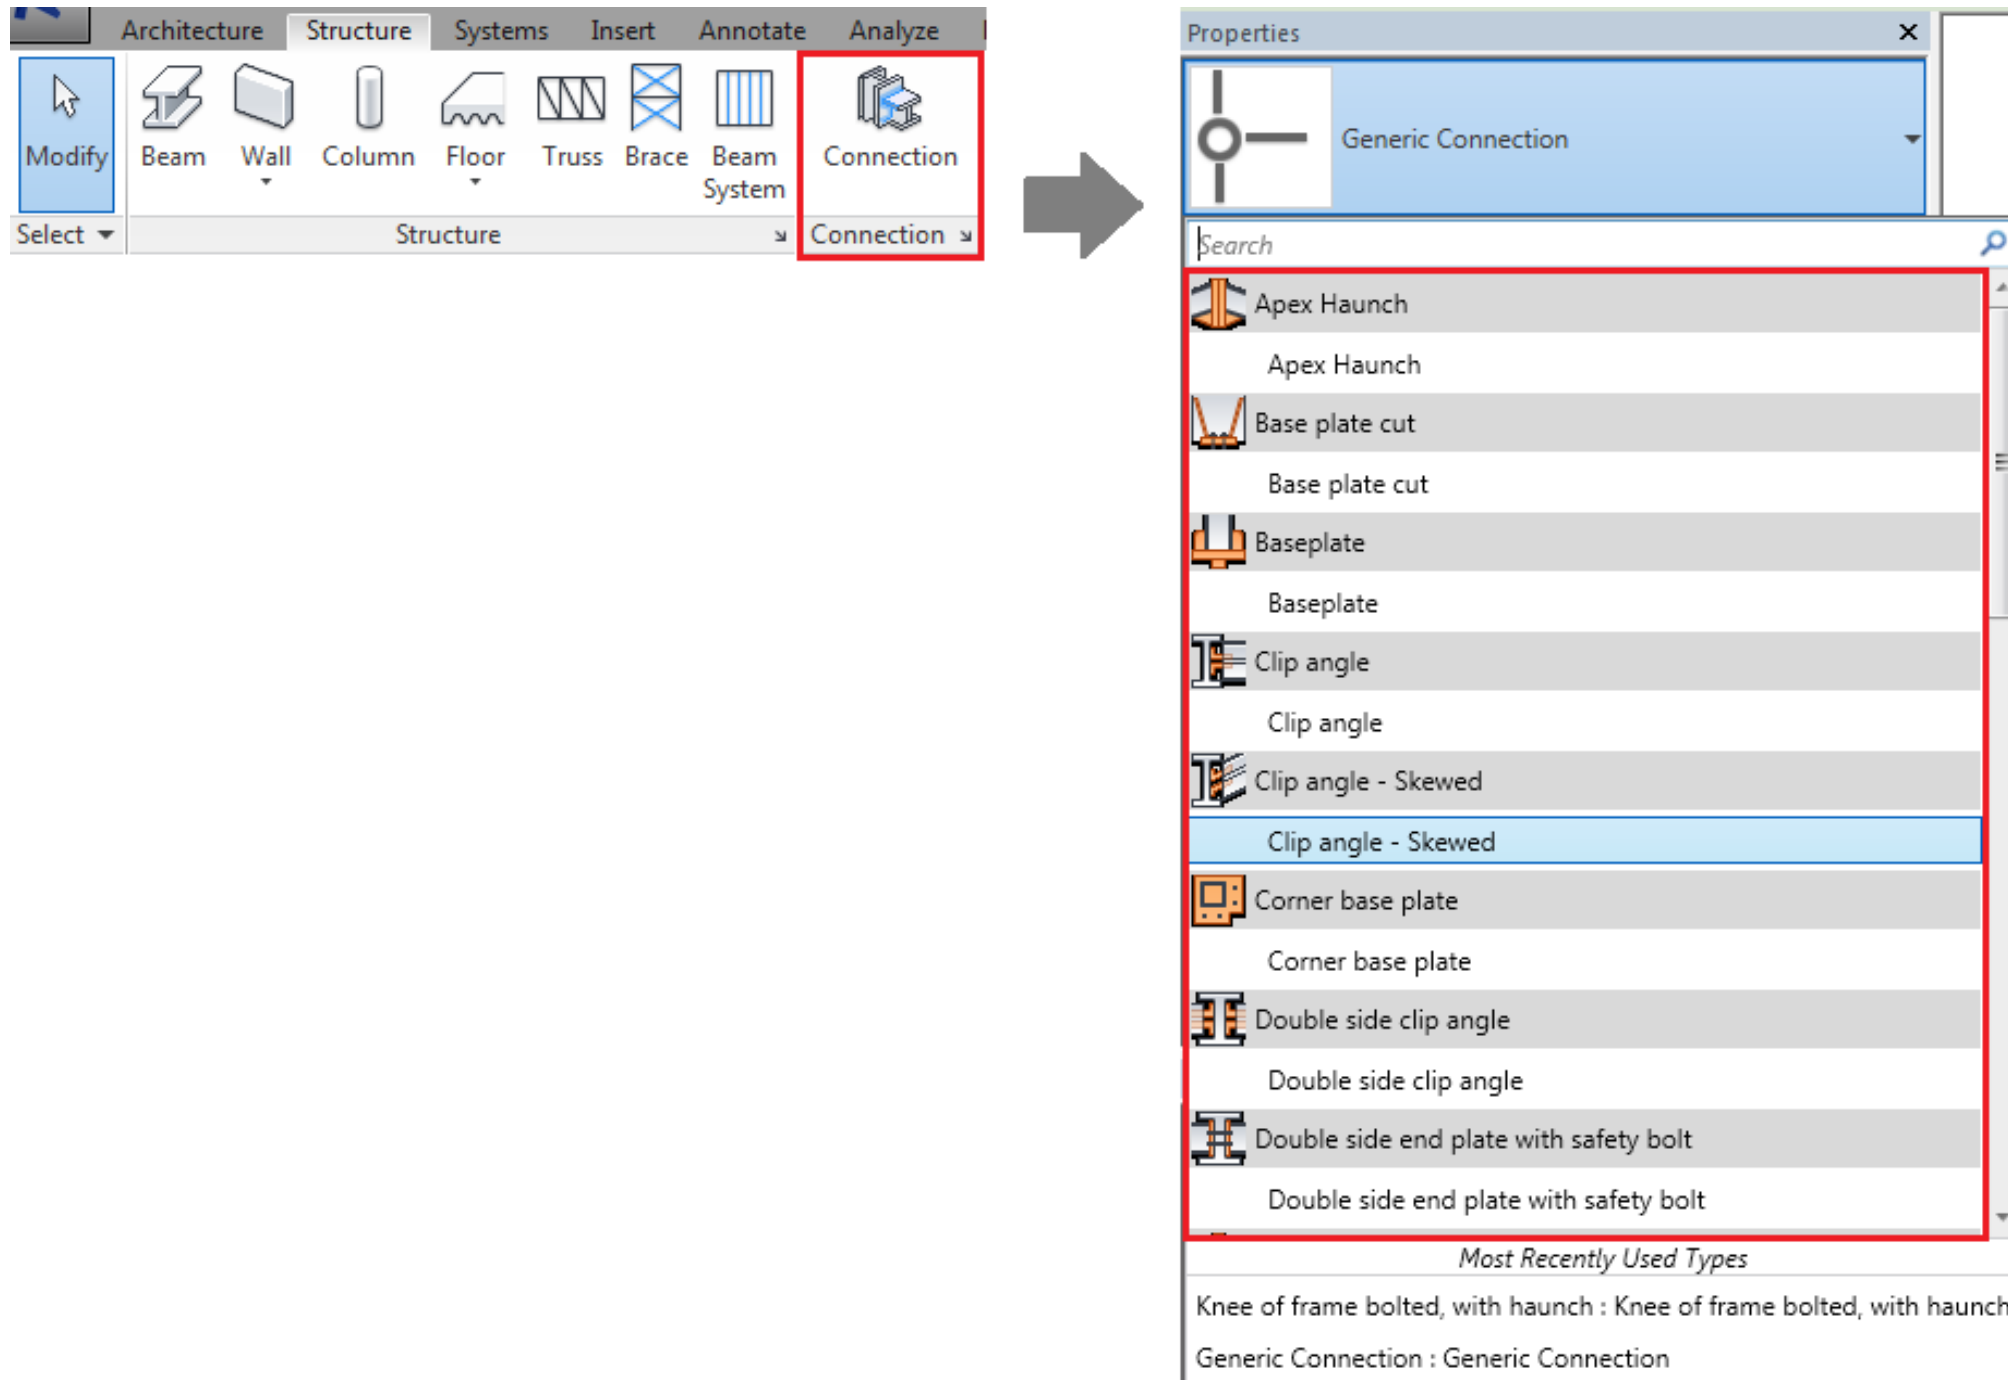 Architecture Structure Systems Insert Annotate Analyze
Modify Beam Wall Column Floor Truss Brace Beam System Connection
Select Structure Connection
Properties
Generic Connection
Search
Apex Haunch
Apex Haunch
Base plate cut
Base plate cut
Baseplate
Baseplate
Clip angle
Clip angle
Clip angle - Skewed
Clip angle - Skewed
Corner base plate
Corner base plate
Double side clip angle
Double side clip angle
Double side end plate with safety bolt
Double side end plate with safety bolt
Most Recently Used Types
Knee of frame bolted, with haunch : Knee of frame bolted, with haunch
Generic Connection : Generic Connection